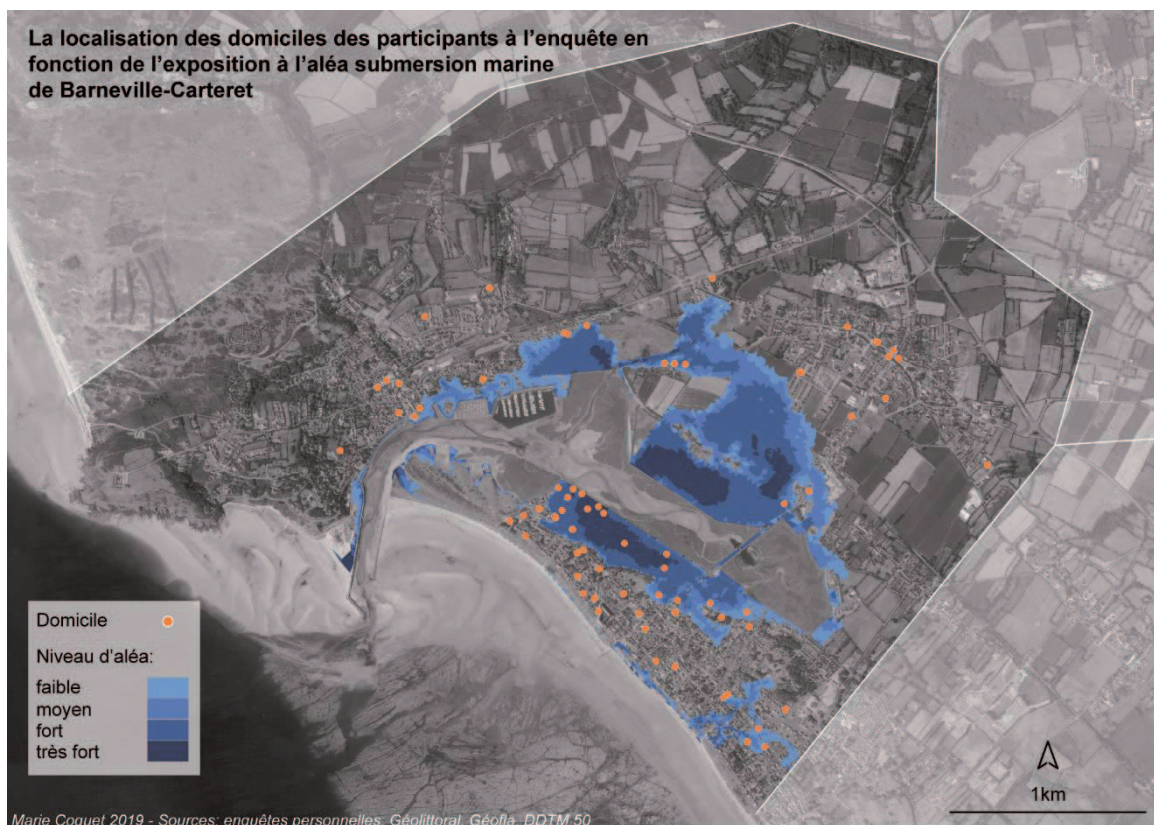 La localisation des domiciles des participants à l'enquête en
fonction de l'exposition à l'aléa submersion marine
de Barneville-Carteret
Domicile
Niveau d'aléa:
faible
moyen
fort
très fort
1km
Marie Coquet 2019 - Sources: enquêtes personnelles, Géolittoral, Géofla, DDTM 50